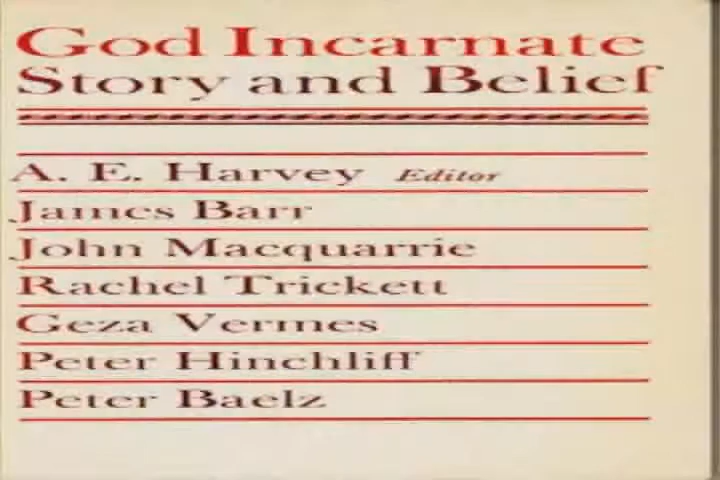 God Incarnate
Story and Belief
A. E. Harvey Editor
James Barr
John Macquarrie
Rachel Trickett
Geza Vermes
Peter Hinchliff
Peter Baelz